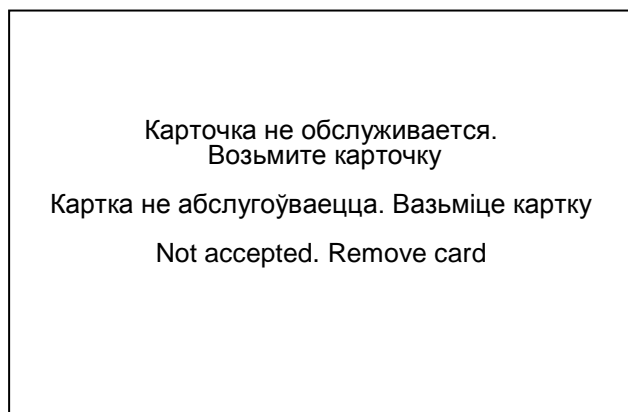 Карточка не обслуживается.
Возьмите карточку
Картка не абслугоўваецца. Вазьміце картку
Not accepted. Remove card